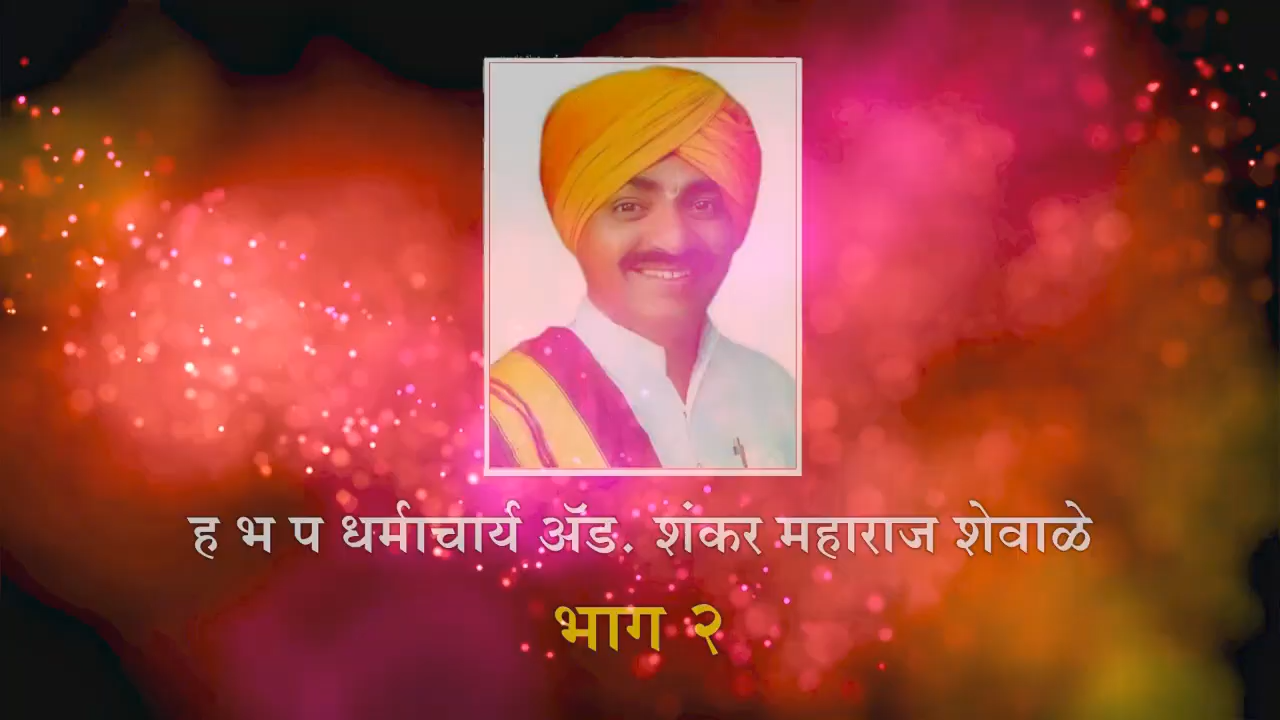 ह भ प धर्माचार्य ॲड. शंकर महाराज शेवाळे
भाग २